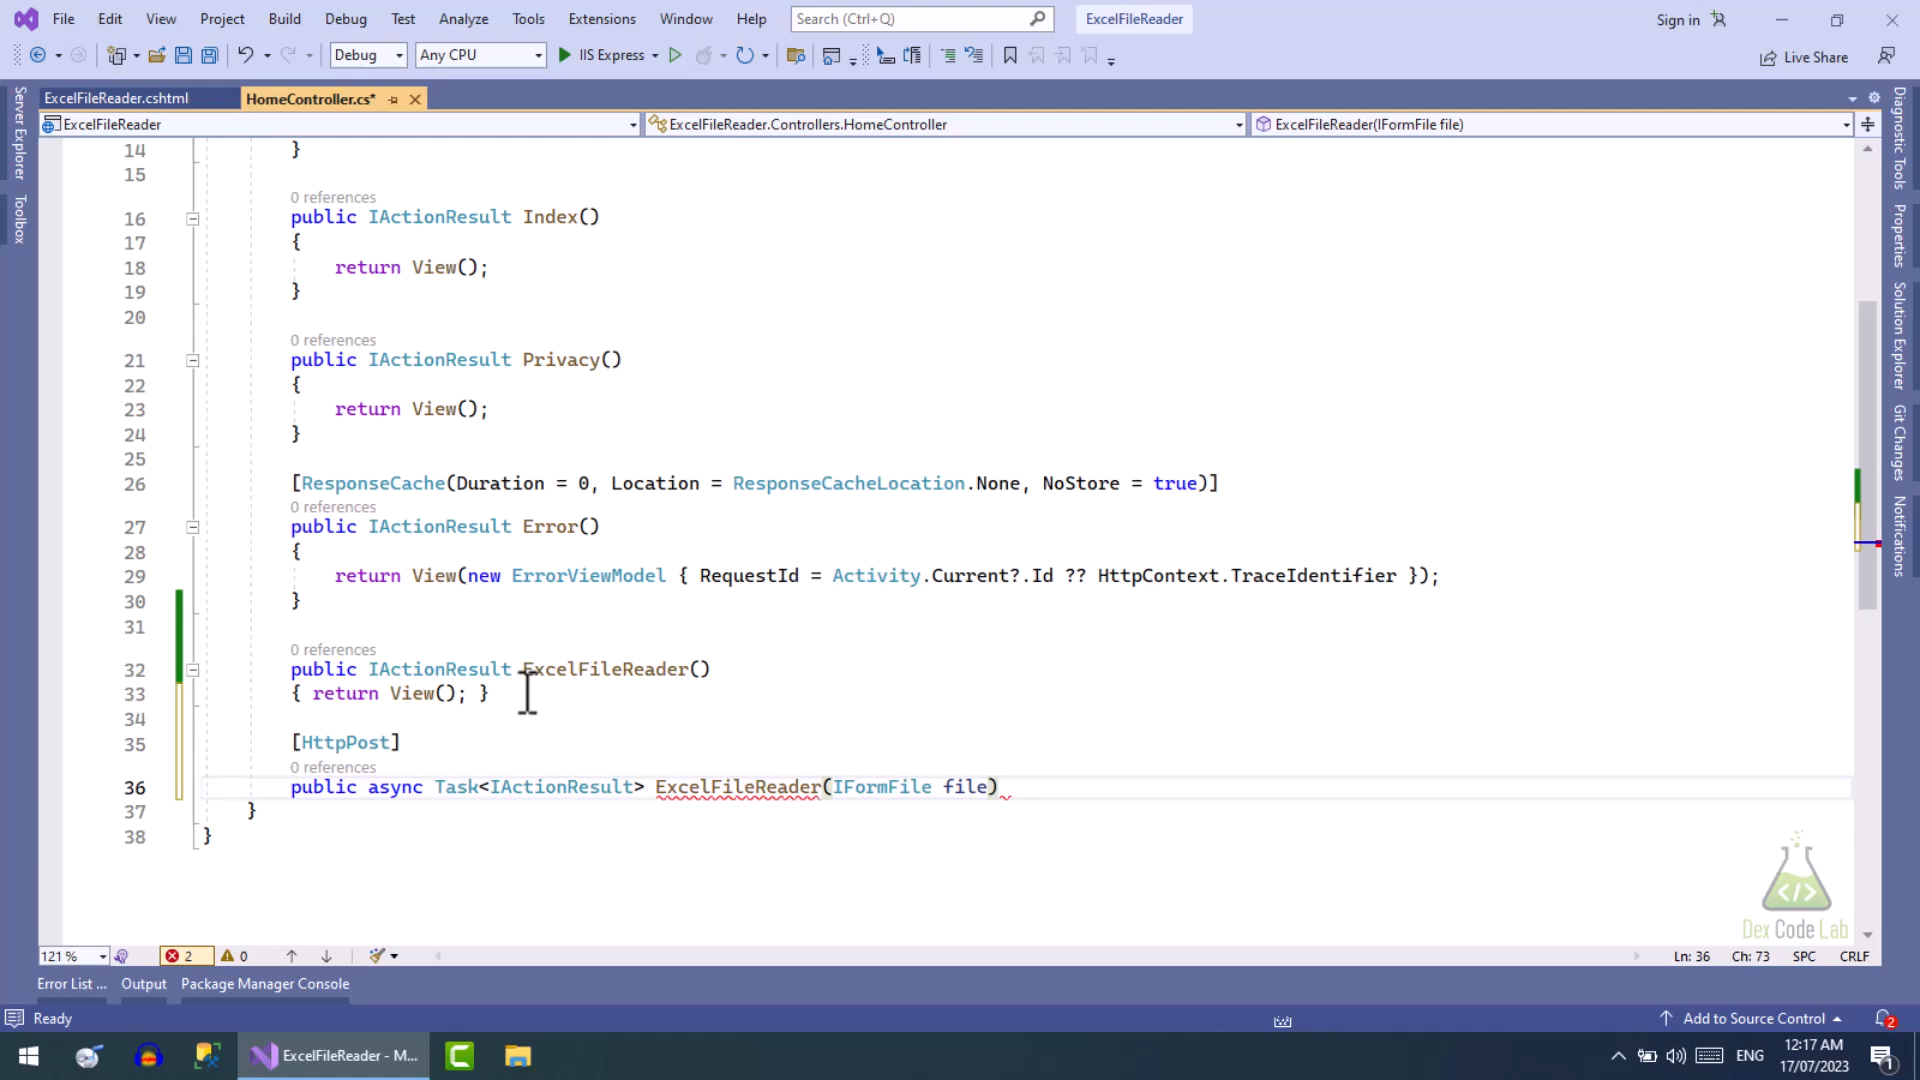 File Edit View Project Build Debug Test Analyze Tools Extensions Window Help Search (Ctrl+Q) ExcelFileReader Sign in
Debug Any CPU IIS Express Live Share
ExcelFileReader.cshtml HomeController.cs*
ExcelFileReader ExcelFileReader.Controllers.HomeController ExcelFileReader(IFormFile file)
Server Explorer
Toolbox
14 }
15
0 references
16 public IActionResult Index()
17 {
18 return View();
19 }
20
0 references
21 public IActionResult Privacy()
22 {
23 return View();
24 }
25
26 [ResponseCache(Duration = 0, Location = ResponseCacheLocation.None, NoStore = true)]
0 references
27 public IActionResult Error()
28 {
29 return View(new ErrorViewModel { RequestId = Activity.Current?.Id ?? HttpContext.TraceIdentifier });
30 }
31
0 references
32 public IActionResult ExcelFileReader()
33 { return View(); }
34
35 [HttpPost]
0 references
36 public async Task<IActionResult> ExcelFileReader(IFormFile file)
37 }
38 }
Diagnostic Tools
Properties
Solution Explorer
Git Changes
Notifications
</>
Dex Code Lab
121 % 2 0 Ln: 36 Ch: 73 SPC CRLF
Error List ... Output Package Manager Console
Ready Add to Source Control 2
ExcelFileReader - M... ENG 12:17 AM
17/07/2023 1